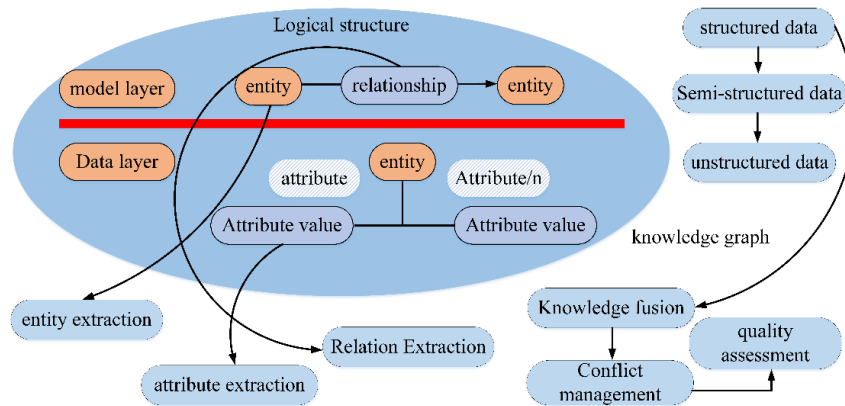 Logical structure
structured data
model layer
entity
relationship
entity
Semi-structured data
Data layer
entity
unstructured data
attribute
Attribute/n
Attribute value
Attribute value
knowledge graph
entity extraction
Knowledge fusion
Relation Extraction
quality
assessment
attribute extraction
Conflict
management